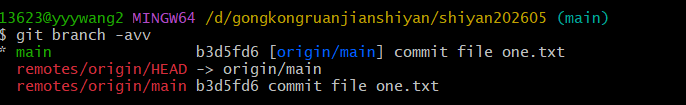 13623@yyywang2 MINGW64 /d/gongkongruanjianshiyan/shiyan202605 (main)
$ git branch -avv
* main                b3d5fd6 [origin/main] commit file one.txt
  remotes/origin/HEAD -> origin/main
  remotes/origin/main b3d5fd6 commit file one.txt